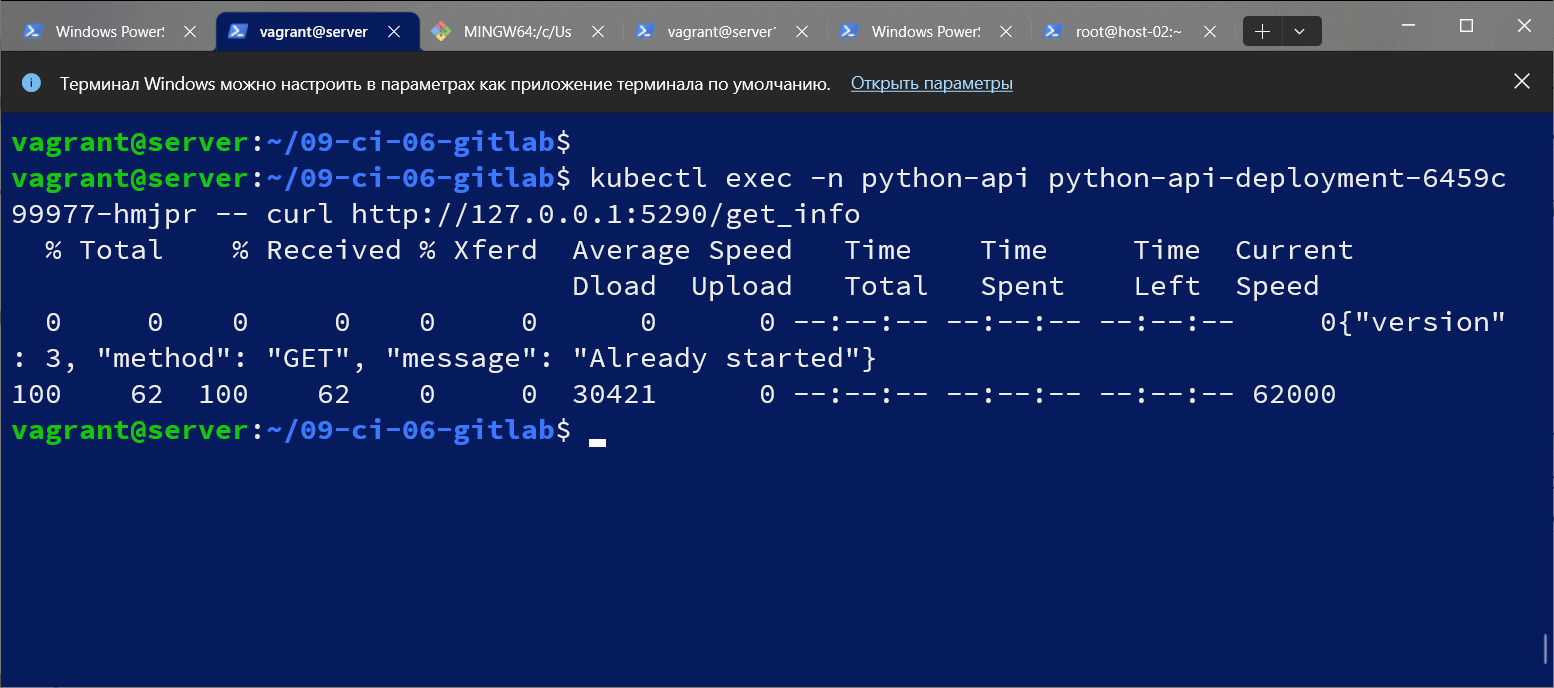 Windows Power:
vagrant@server
MINGW64:/c/Us
vagrant@server
Windows Power:
root@host-02:~
Терминал Windows можно настроить в параметрах как приложение терминала по умолчанию. Открыть параметры
vagrant@server:~/09-ci-06-gitlab$
vagrant@server:~/09-ci-06-gitlab$ kubectl exec -n python-api python-api-deployment-6459c
99977-hmjpr -- curl http://127.0.0.1:5290/get_info
  % Total    % Received % Xferd  Average Speed   Time    Time     Time  Current
                                 Dload  Upload   Total   Spent    Left  Speed
  0     0    0     0    0     0      0      0 --:--:-- --:--:-- --:--:--     0{"version"
: 3, "method": "GET", "message": "Already started"}
100    62  100    62    0     0  30421      0 --:--:-- --:--:-- --:--:-- 62000
vagrant@server:~/09-ci-06-gitlab$